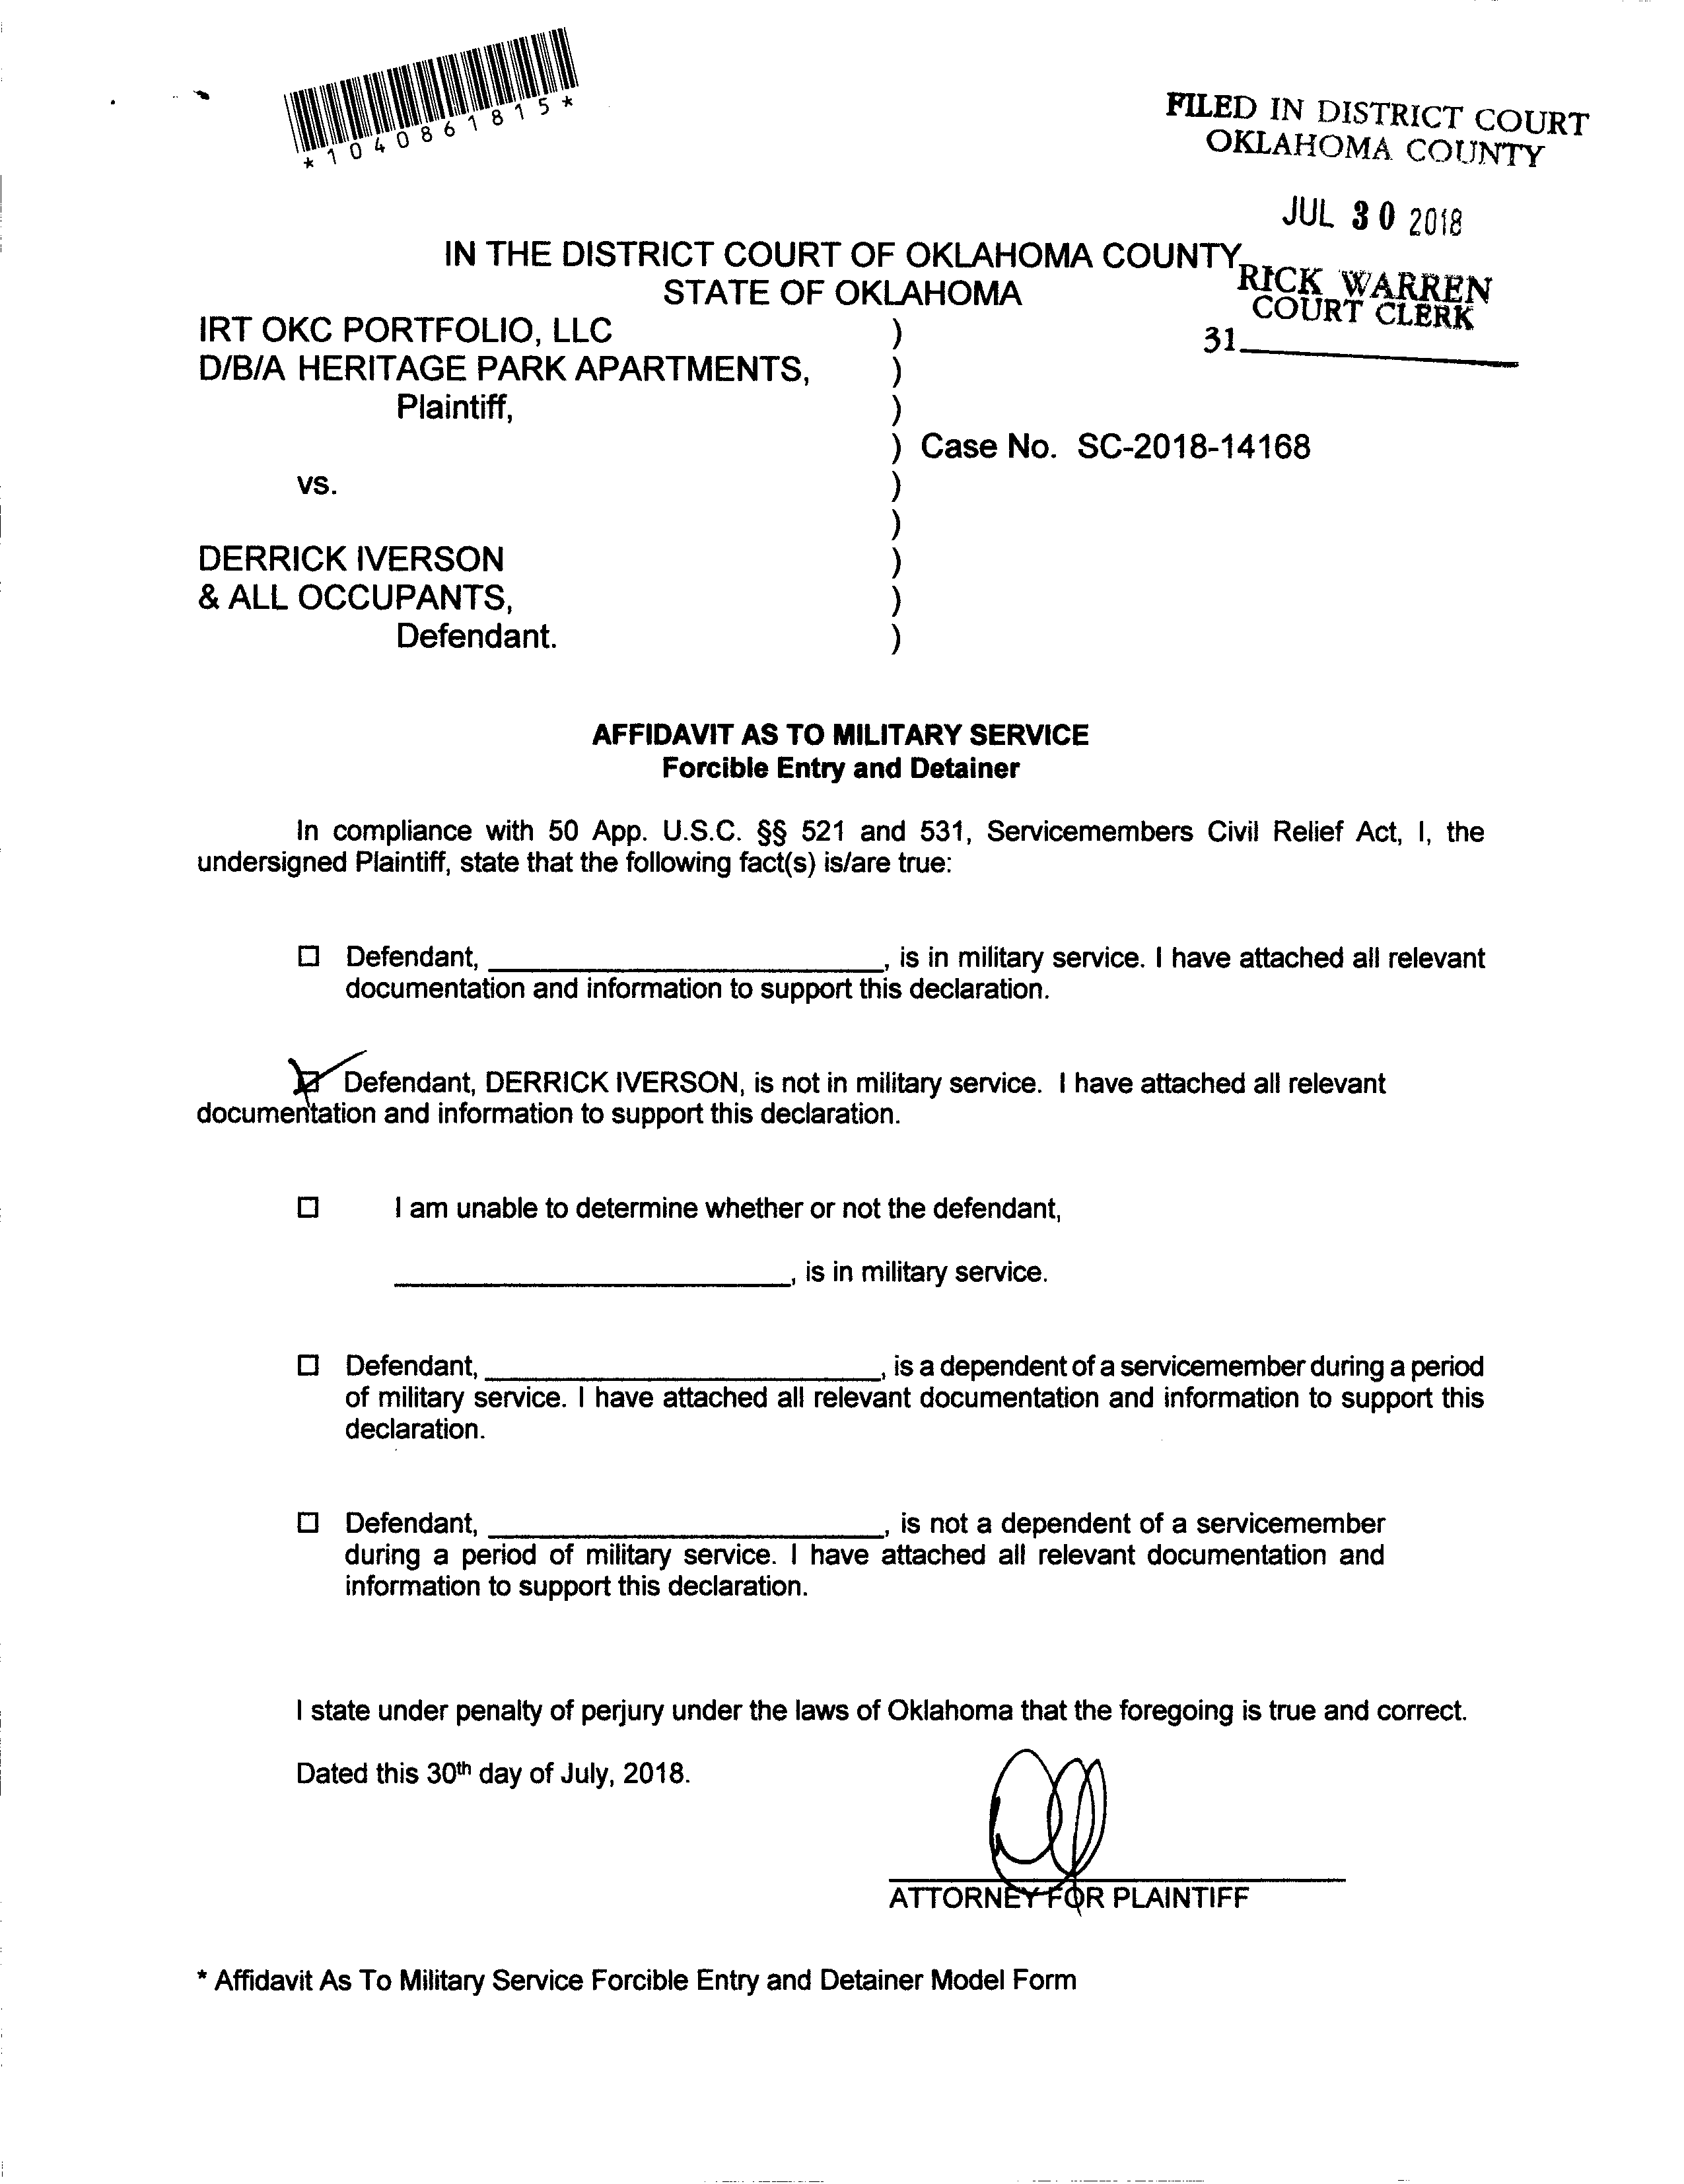 *1040861815*
FILED IN DISTRICT COURT
OKLAHOMA COUNTY
JUL 30 2018
RICK WARREN
COURT CLERK
31
IN THE DISTRICT COURT OF OKLAHOMA COUNTY
STATE OF OKLAHOMA
IRT OKC PORTFOLIO, LLC )
D/B/A HERITAGE PARK APARTMENTS, )
Plaintiff, )
) Case No. SC-2018-14168
vs. )
)
DERRICK IVERSON )
& ALL OCCUPANTS, )
Defendant. )
AFFIDAVIT AS TO MILITARY SERVICE
Forcible Entry and Detainer
In compliance with 50 App. U.S.C. §§ 521 and 531, Servicemembers Civil Relief Act, I, the
undersigned Plaintiff, state that the following fact(s) is/are true:
☐ Defendant, ____________________, is in military service. I have attached all relevant
documentation and information to support this declaration.
☑ Defendant, DERRICK IVERSON, is not in military service. I have attached all relevant
documentation and information to support this declaration.
☐ I am unable to determine whether or not the defendant,
____________________, is in military service.
☐ Defendant, ____________________, is a dependent of a servicemember during a period
of military service. I have attached all relevant documentation and information to support this
declaration.
☐ Defendant, ____________________, is not a dependent of a servicemember
during a period of military service. I have attached all relevant documentation and
information to support this declaration.
I state under penalty of perjury under the laws of Oklahoma that the foregoing is true and correct.
Dated this 30th day of July, 2018.
ATTORNEY FOR PLAINTIFF
* Affidavit As To Military Service Forcible Entry and Detainer Model Form